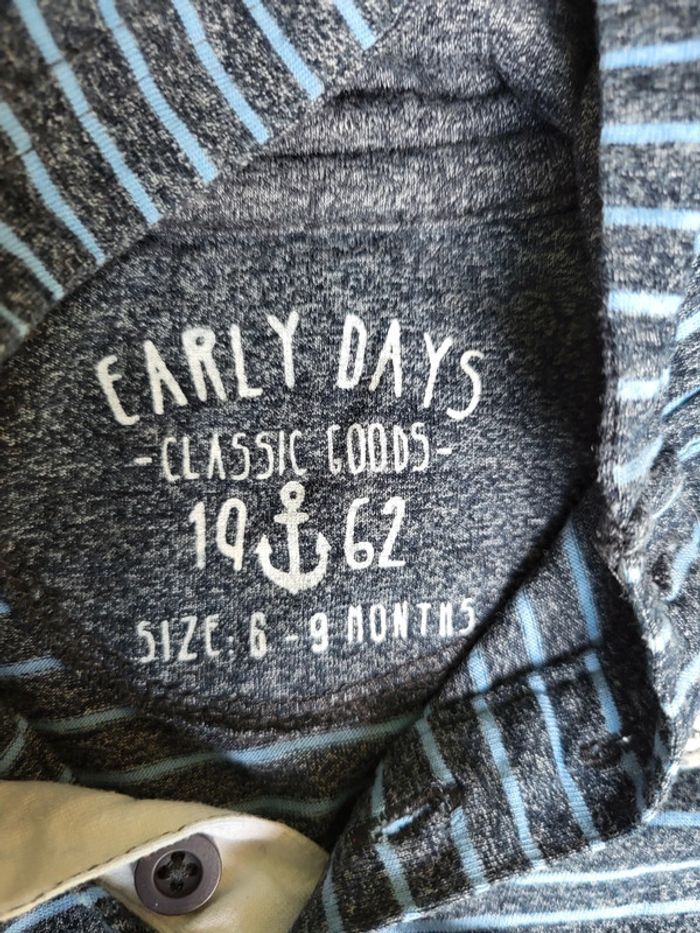 EARLY DAYS
-CLASSIC GOODS-
19 62
SIZE: 6 - 9 MONTHS